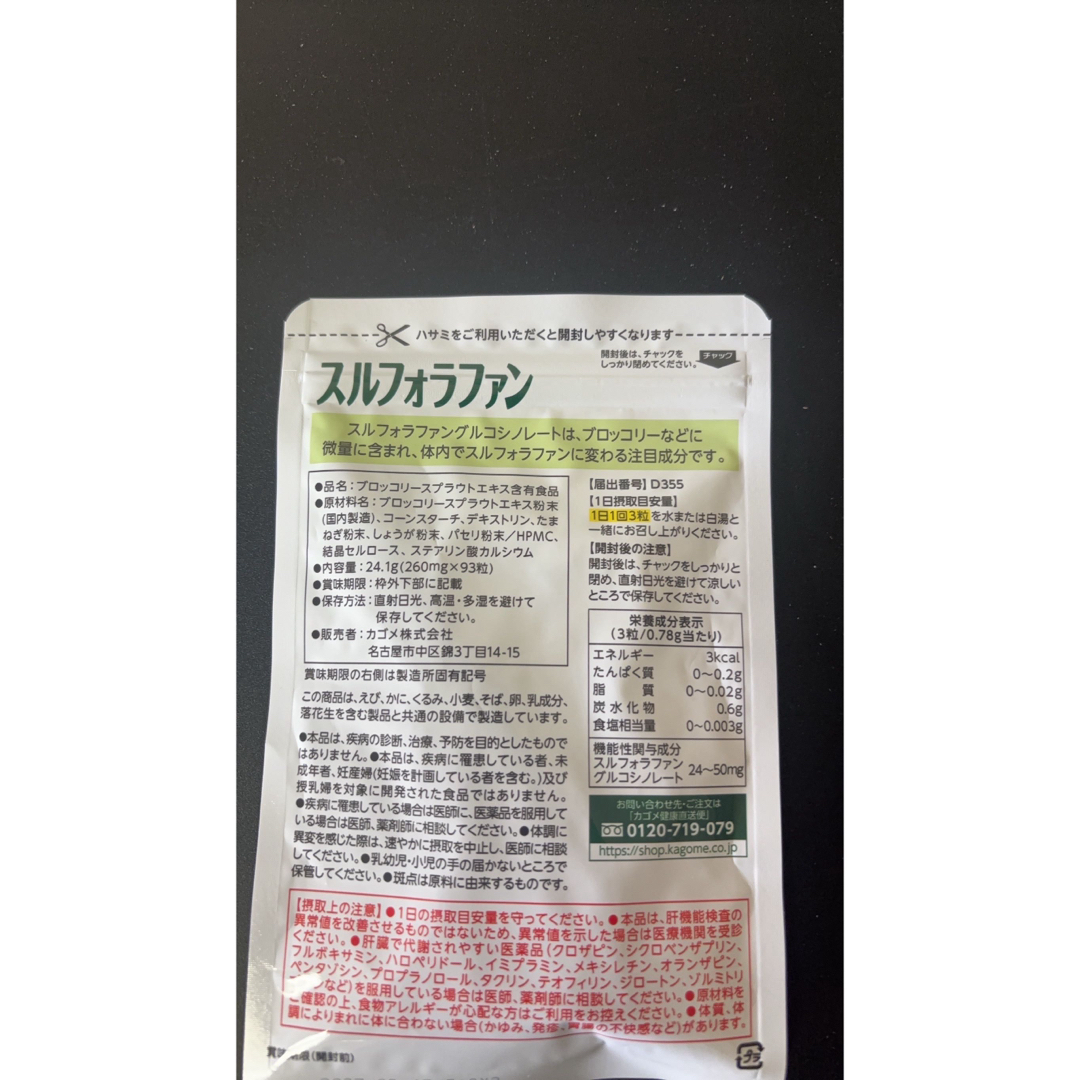 ハサミをご利用いただくと開封しやすくなります
開封後は、チャックを
しっかり閉めてください。
チャック
スルフォラファン
スルフォラファングルコシノレートは、ブロッコリーなどに
微量に含まれ、体内でスルフォラファンに変わる注目成分です。
●品名：ブロッコリースプラウトエキス含有食品
●原材料名：ブロッコリースプラウトエキス粉末
(国内製造)、コーンスターチ、デキストリン、たま
ねぎ粉末、しょうが粉末、パセリ粉末／HPMC、
結晶セルロース、ステアリン酸カルシウム
●内容量：24.1g(260mg×93粒)
●賞味期限：枠外下部に記載
●保存方法：直射日光、高温・多湿を避けて
保存してください。
●販売者：カゴメ株式会社
名古屋市中区錦3丁目14-15
賞味期限の右側は製造所固有記号
この商品は、えび、かに、くるみ、小麦、そば、卵、乳成分、
落花生を含む製品と共通の設備で製造しています。
●本品は、疾病の診断、治療、予防を目的としたもので
はありません。●本品は、疾病に罹患している者、未
成年者、妊産婦(妊娠を計画している者を含む。)及び
授乳婦を対象に開発された食品ではありません。
●疾病に罹患している場合は医師に、医薬品を服用して
いる場合は医師、薬剤師に相談してください。●体調に
異変を感じた際は、速やかに摂取を中止し、医師に相談
してください。●乳幼児・小児の手の届かないところで
保管してください。●斑点は原料に由来するものです。
【届出番号】D355
【1日摂取目安量】
1日1回3粒を水または白湯と
一緒にお召し上がりください。
【開封後の注意】
開封後は、チャックをしっかりと
閉め、直射日光を避けて涼しい
ところで保存してください。
栄養成分表示
(3粒/0.78g当たり)
エネルギー 3kcal
たんぱく質 0〜0.2g
脂質 0〜0.02g
炭水化物 0.6g
食塩相当量 0〜0.003g
機能性関与成分
スルフォラファン
グルコシノレート 24〜50mg
お問い合わせ先・ご注文は
「カゴメ健康直送便」
0120-719-079
https://shop.kagome.co.jp
【摂取上の注意】●1日の摂取目安量を守ってください。●本品は、肝機能検査の
異常値を改善させるものではないため、異常値を示した場合は医療機関を受診
ください。●肝臓で代謝されやすい医薬品(クロザピン、シクロベンザプリン、
フルボキサミン、ハロペリドール、イミプラミン、メキシレチン、オランザピン、
ペンタゾシン、プロプラノロール、タクリン、テオフィリン、ジロートン、ゾルミトリ
など)を服用している場合は医師、薬剤師に相談してください。●原材料を
ご確認の上、食物アレルギーが心配な方はご利用をお控えください。●体質、体
調によりまれに体に合わない場合(かゆみ、発疹、の不快感など)があります。
賞味期限(開封前)
プラ